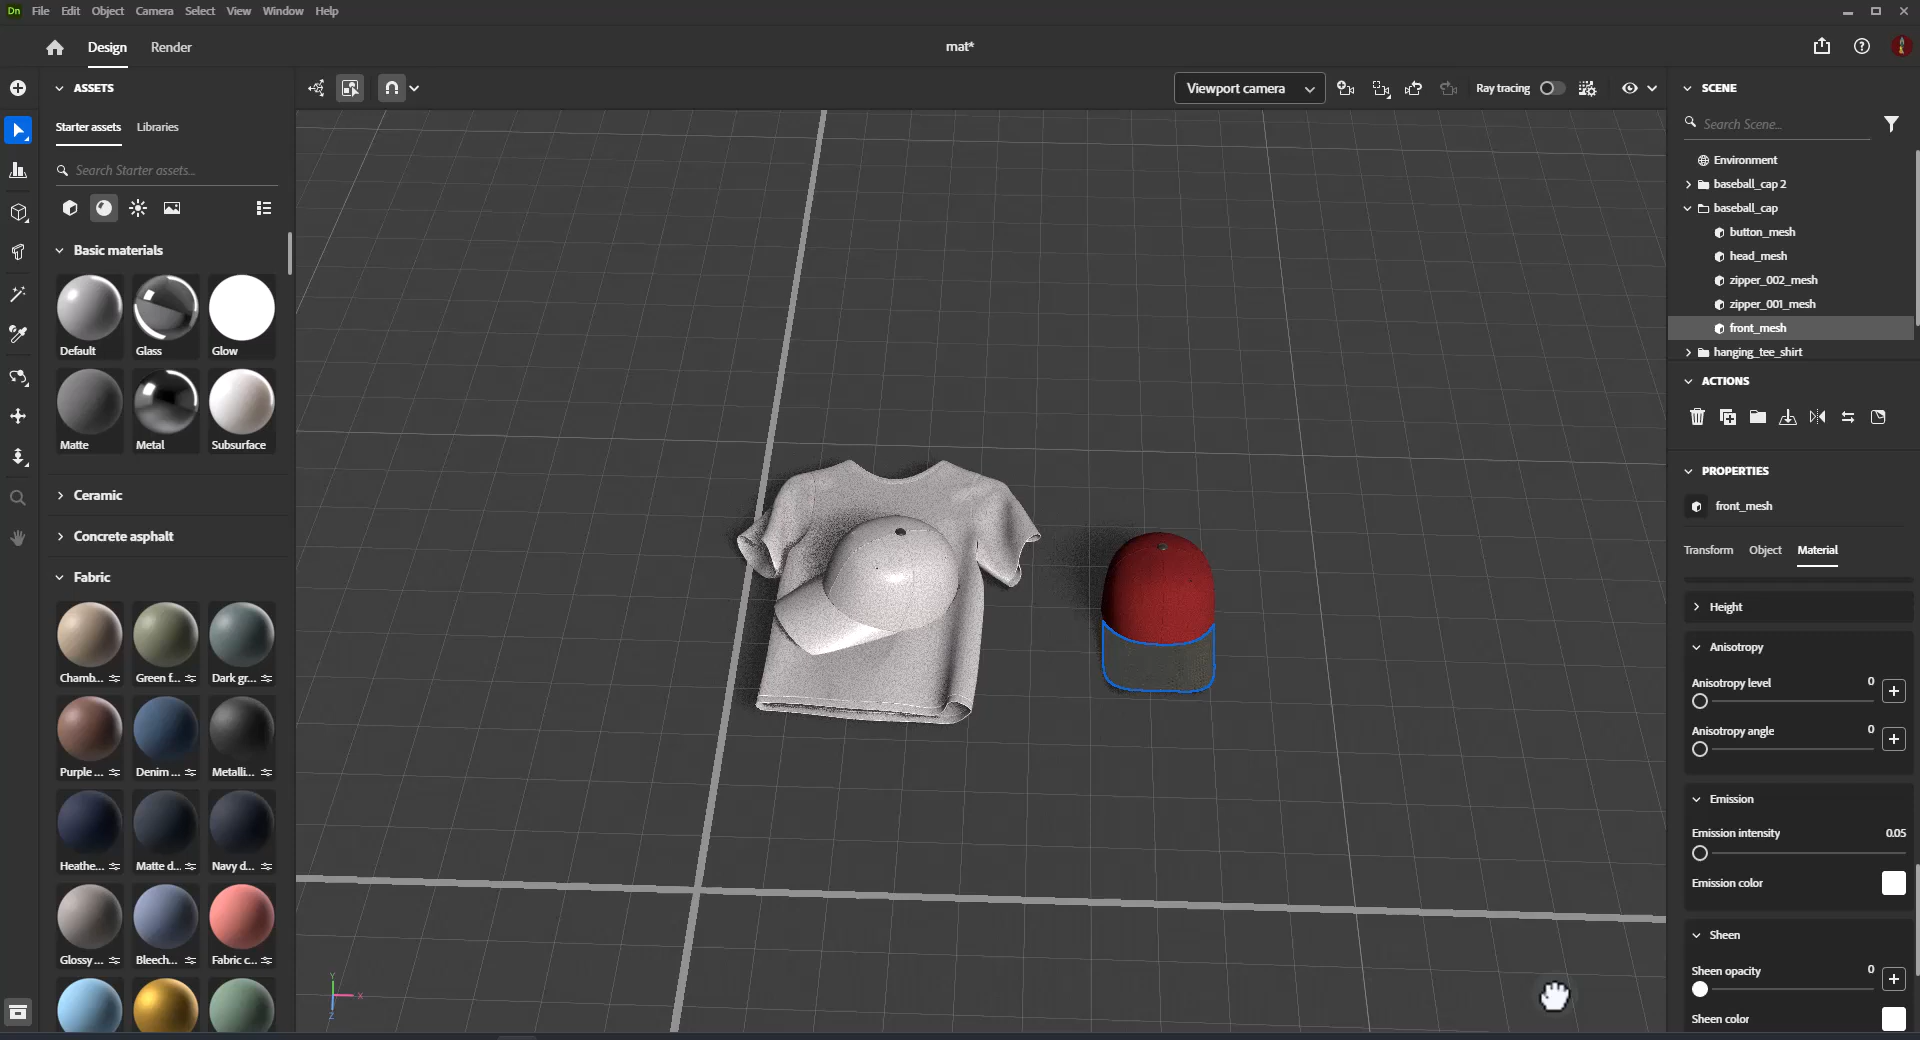 Dn File Edit Object Camera Select View Window Help
Design Render mat*
ASSETS
Starter assets Libraries
Search Starter assets...
Basic materials
Default Glass Glow
Matte Metal Subsurface
Ceramic
Concrete asphalt
Fabric
Chamb... Green f... Dark gr...
Purple ... Denim ... Metalli...
Heathe... Matte d... Navy d...
Glossy ... Bleech... Fabric c...
Viewport camera Ray tracing
Y
X
Z
SCENE
Search Scene...
Environment
baseball_cap 2
baseball_cap
button_mesh
head_mesh
zipper_002_mesh
zipper_001_mesh
front_mesh
hanging_tee_shirt
ACTIONS
PROPERTIES
front_mesh
Transform Object Material
Height
Anisotropy
Anisotropy level 0
Anisotropy angle 0
Emission
Emission intensity 0.05
Emission color
Sheen
Sheen opacity 0
Sheen color